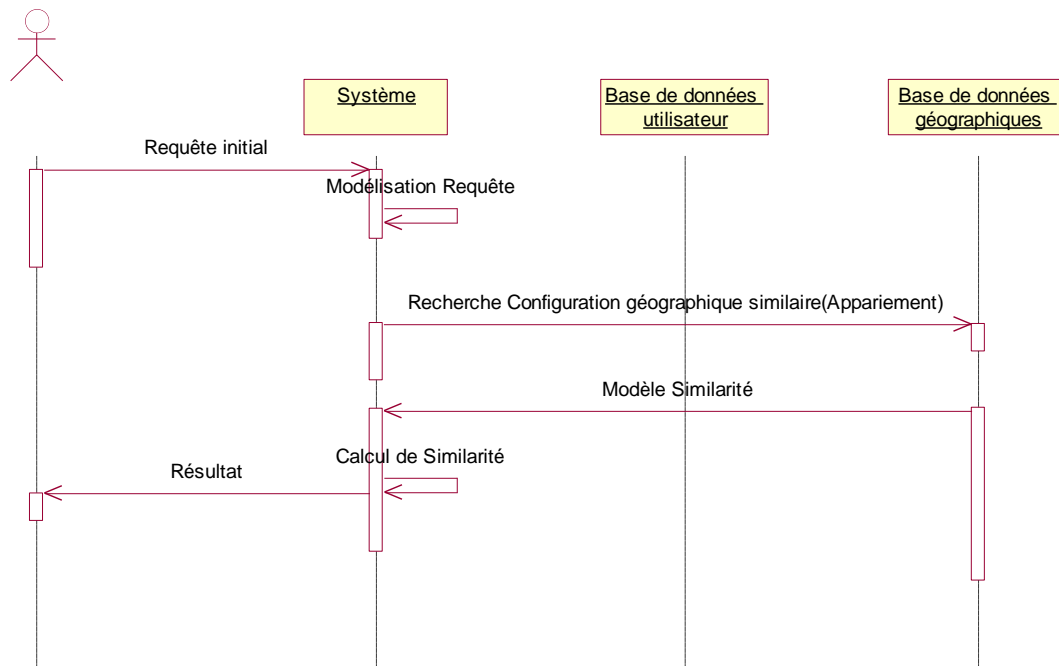 Système
Base de données
utilisateur
Base de données
géographiques
Requête initial
Modélisation Requête
Recherche Configuration géographique similaire(Appariement)
Modèle Similarité
Calcul de Similarité
Résultat